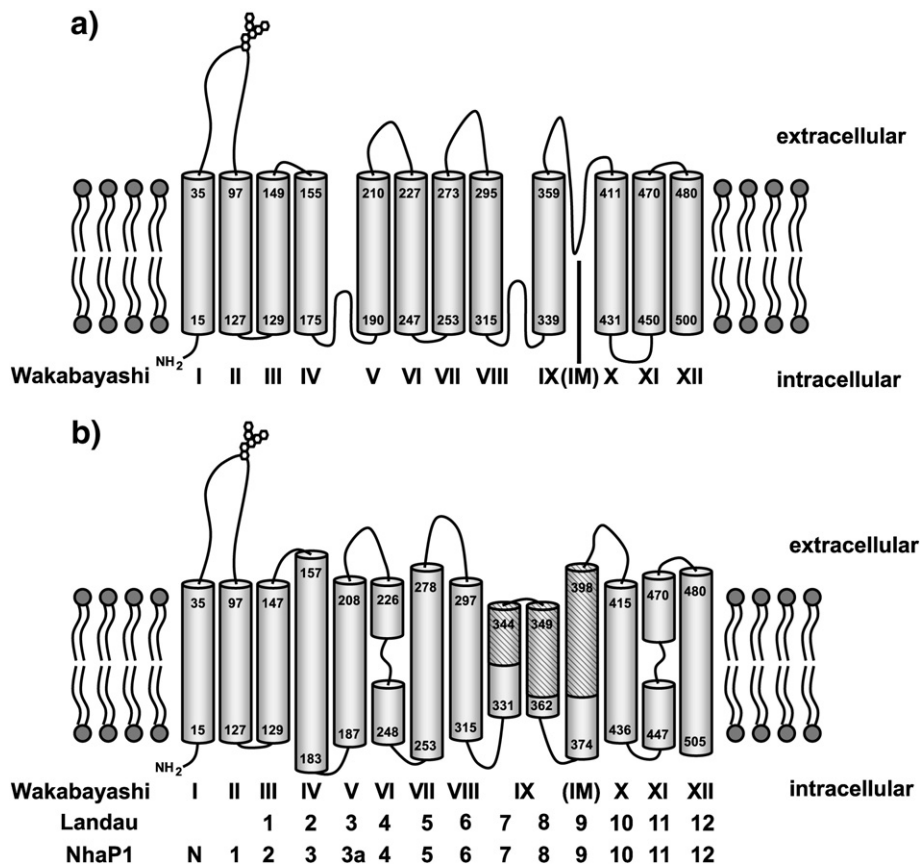 a)
extracellular
35 97 149 155 210 227 273 295 359 411 470 480
15 127 129 175 190 247 253 315 339 431 450 500
NH2
Wakabayashi I II III IV V VI VII VIII IX (IM) X XI XII intracellular
b)
extracellular
35 97 147 157 208 226 278 297 344 349 398 415 470 480
15 127 129 183 187 248 253 315 331 362 374 436 447 505
NH2
Wakabayashi I II III IV V VI VII VIII IX (IM) X XI XII intracellular
Landau 1 2 3 4 5 6 7 8 9 10 11 12
NhaP1 N 1 2 3 3a 4 5 6 7 8 9 10 11 12